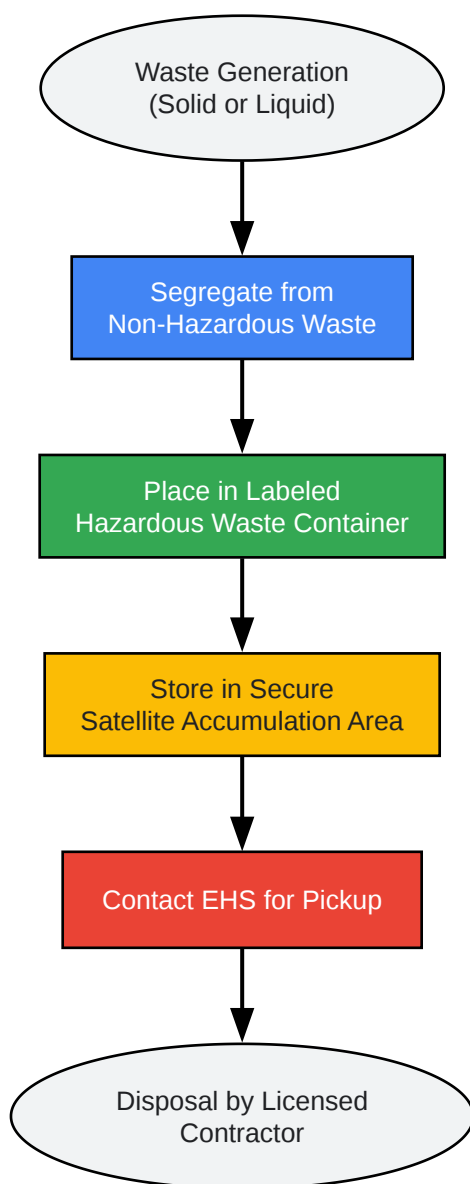 Waste Generation
(Solid or Liquid)
Segregate from
Non-Hazardous Waste
Place in Labeled
Hazardous Waste Container
Store in Secure
Satellite Accumulation Area
Contact EHS for Pickup
Disposal by Licensed
Contractor